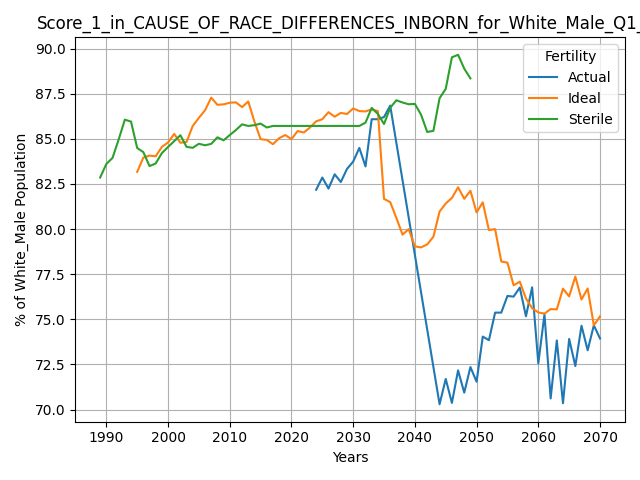 Score_1_in_CAUSE_OF_RACE_DIFFERENCES_INBORN_for_White_Male_Q1_
Fertility
Actual
Ideal
Sterile
% of White_Male Population
90.0
87.5
85.0
82.5
80.0
77.5
75.0
72.5
70.0
1990 2000 2010 2020 2030 2040 2050 2060 2070
Years